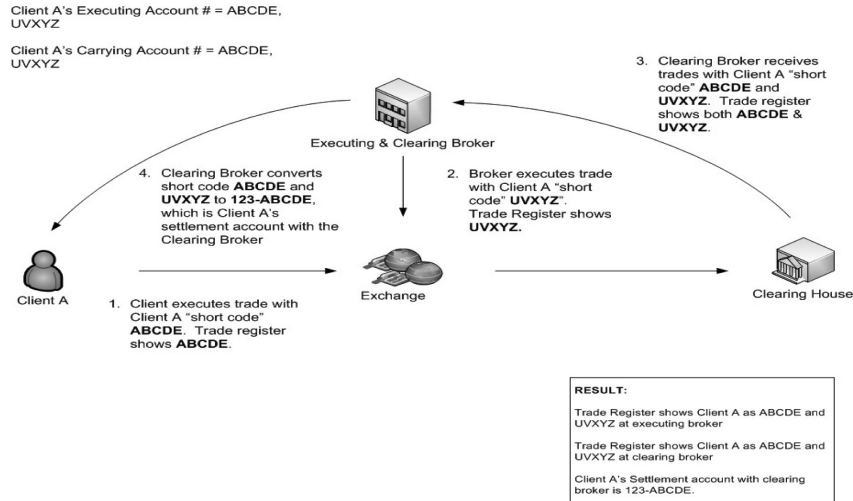 Client A's Executing Account # = ABCDE,
UVXYZ
Client A's Carrying Account # = ABCDE,
UVXYZ
3. Clearing Broker receives
trades with Client A "short
code" ABCDE and
UVXYZ. Trade register
shows both ABCDE &
UVXYZ.
Executing & Clearing Broker
4. Clearing Broker converts
short code ABCDE and
UVXYZ to 123-ABCDE,
which is Client A's
settlement account with the
Clearing Broker
2. Broker executes trade
with Client A "short
code" UVXYZ".
Trade Register shows
UVXYZ.
Client A
Exchange
Clearing House
1. Client executes trade with
Client A "short code"
ABCDE. Trade register
shows ABCDE.
RESULT:
Trade Register shows Client A as ABCDE and
UVXYZ at executing broker
Trade Register shows Client A as ABCDE and
UVXYZ at clearing broker
Client A's Settlement account with clearing
broker is 123-ABCDE.